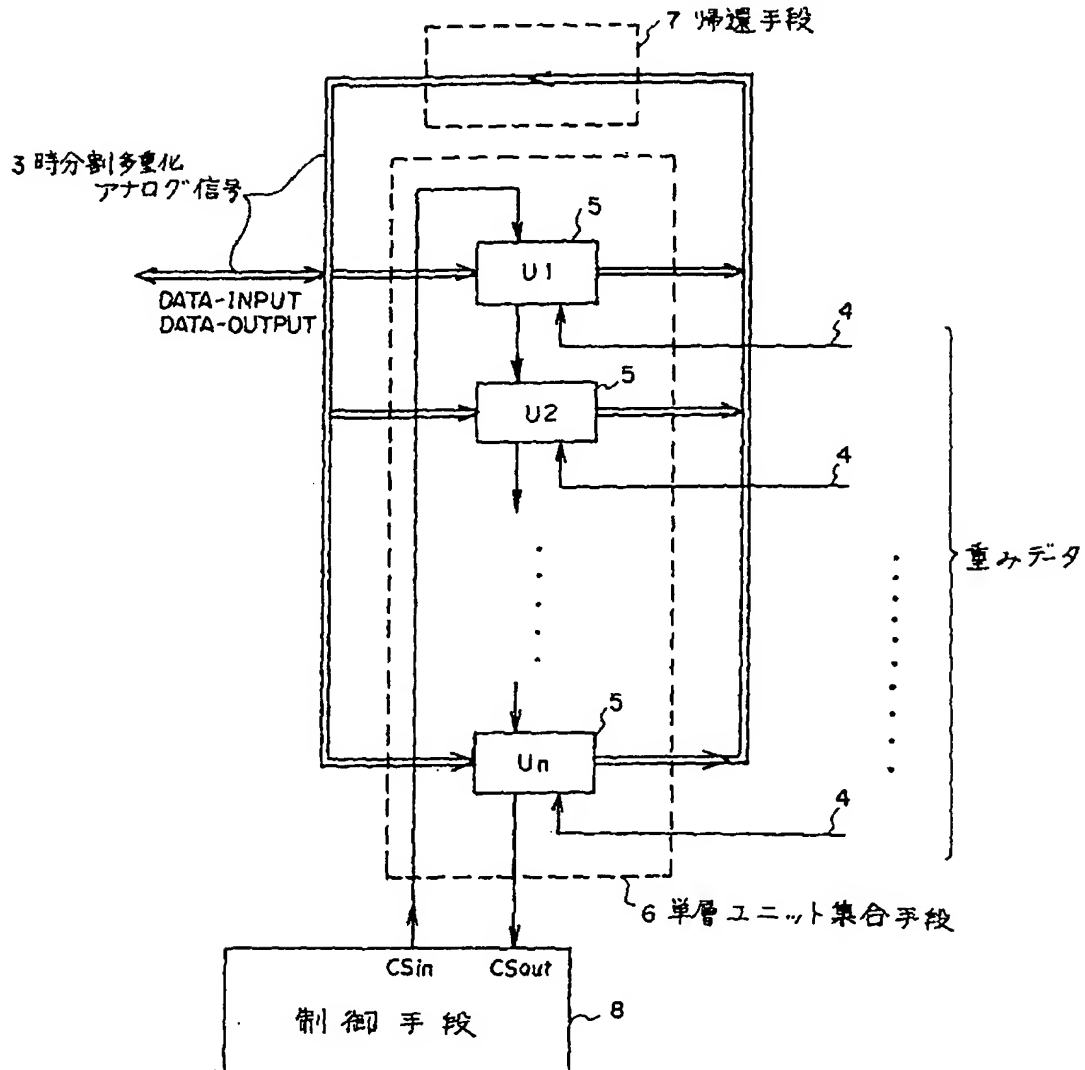 7 帰還手段
3 時分割多重化
アナログ信号
5
U1
DATA-INPUT
DATA-OUTPUT
4
5
U2
4
重みデータ
5
Un
4
6 単層ユニット集合手段
CSin CSout
制御手段
8